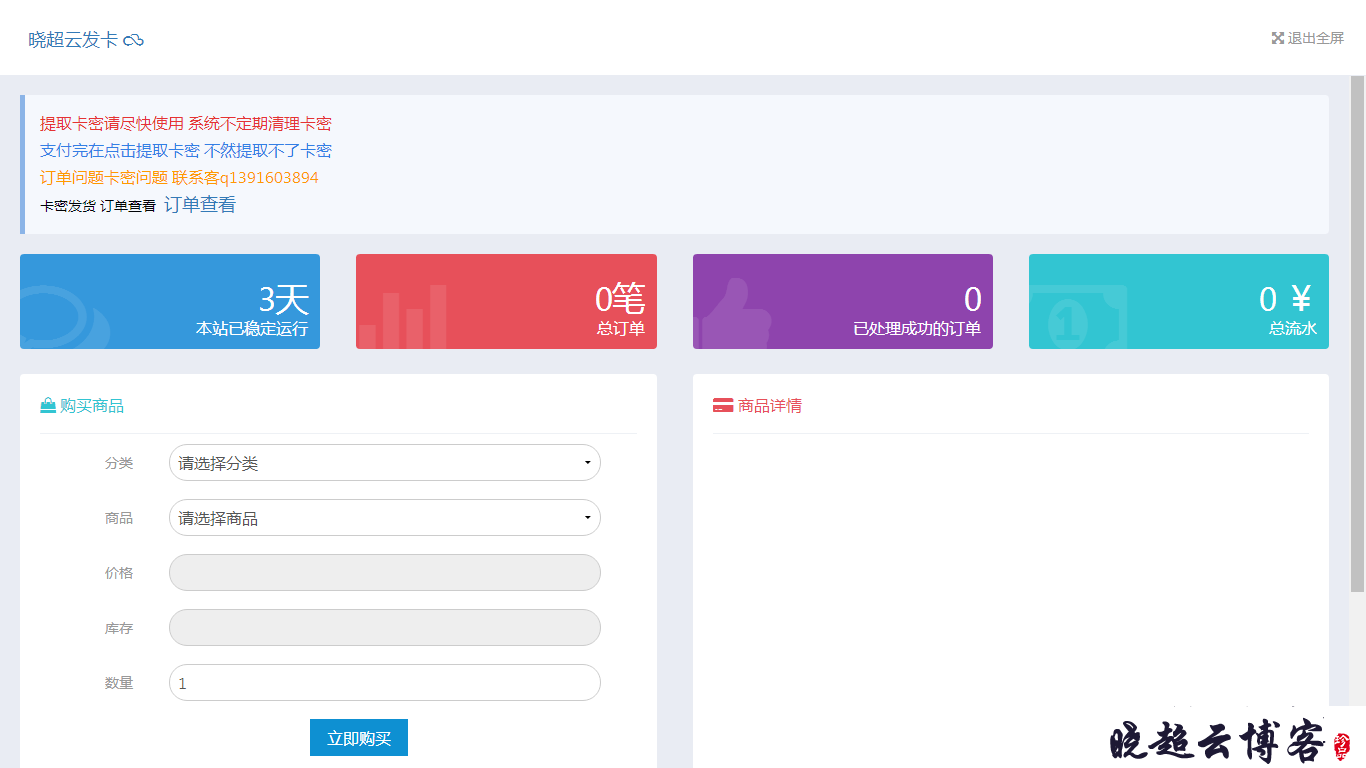 晓超云发卡
退出全屏
提取卡密请尽快使用 系统不定期清理卡密
支付完在点击提取卡密 不然提取不了卡密
订单问题卡密问题 联系客q1391603894
卡密发货 订单查看 订单查看
3天
本站已稳定运行
0笔
总订单
0
已处理成功的订单
0 ¥
总流水
购买商品
分类 请选择分类
商品 请选择商品
价格
库存
数量 1
立即购买
商品详情
晓超云博客